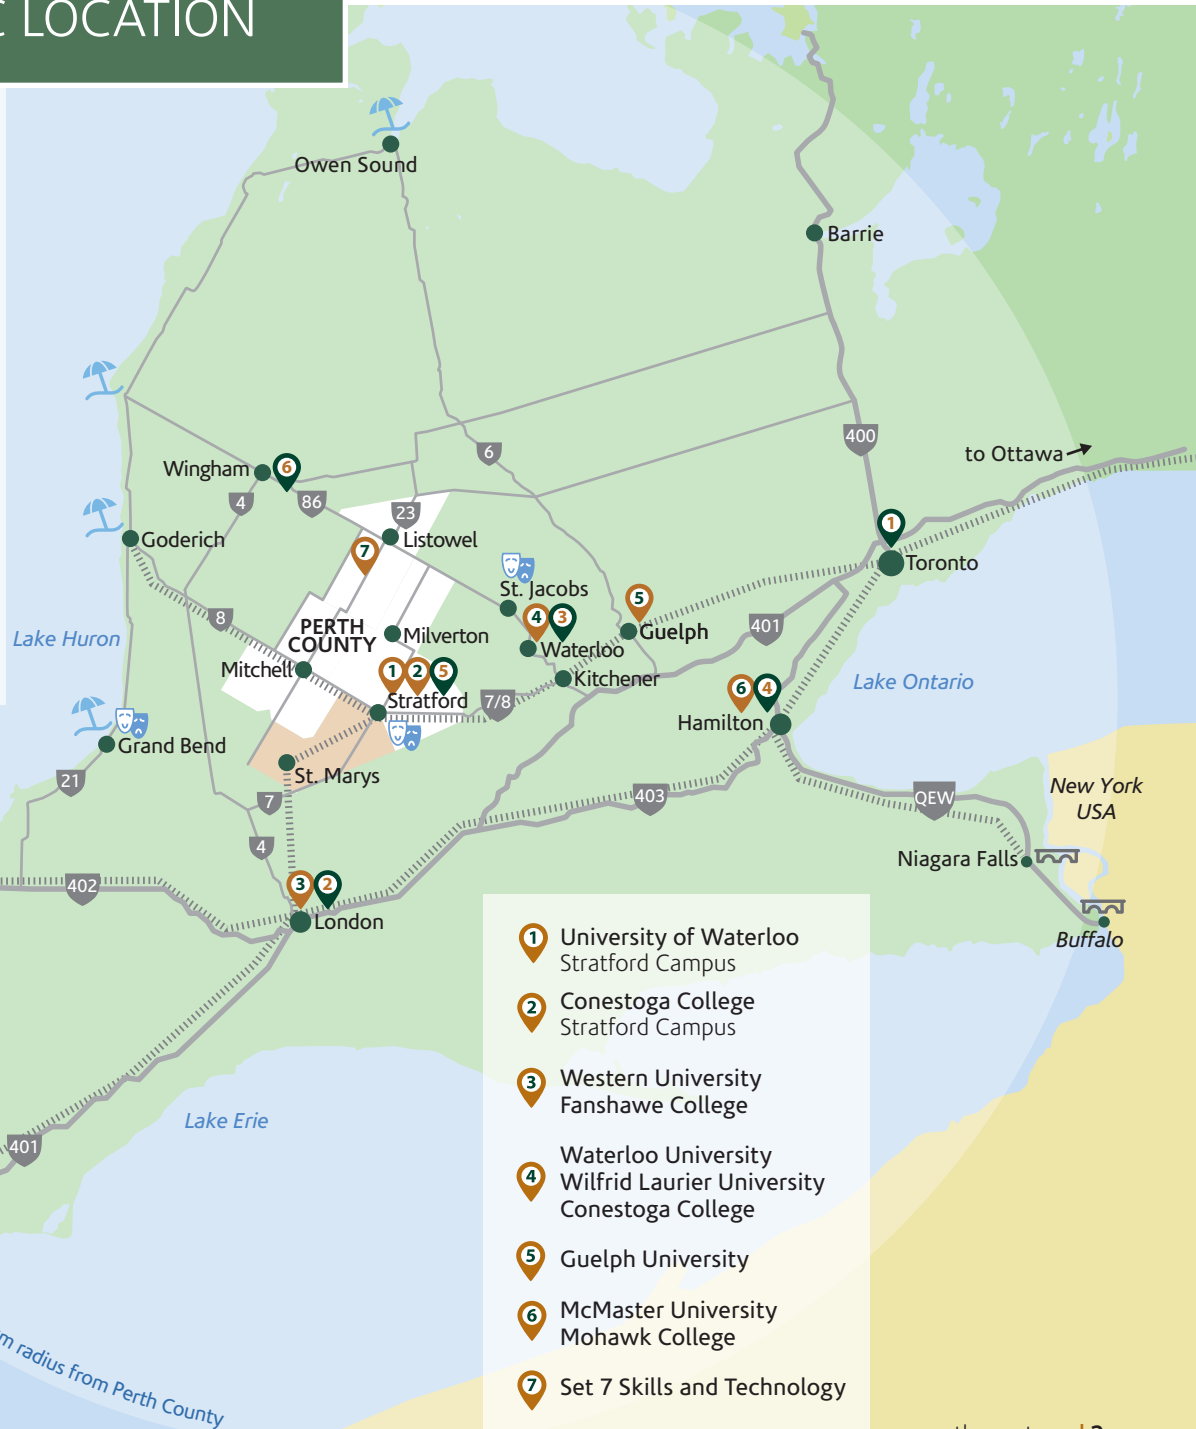 LOCATION
Owen Sound
Barrie
6
400
to Ottawa
Wingham
6
4
86
23
1
Goderich
Listowel
7
Toronto
St. Jacobs
5
8
4
3
401
PERTH
COUNTY
Milverton
Guelph
Lake Huron
Waterloo
Mitchell
1
2
5
Kitchener
Lake Ontario
Stratford
7/8
6
4
Hamilton
Grand Bend
St. Marys
21
New York
USA
7
403
QEW
4
Niagara Falls
402
3
2
London
Buffalo
1
University of Waterloo
Stratford Campus
2
Conestoga College
Stratford Campus
3
Western University
Fanshawe College
Lake Erie
401
4
Waterloo University
Wilfrid Laurier University
Conestoga College
5
Guelph University
6
McMaster University
Mohawk College
7
Set 7 Skills and Technology
radius from Perth County